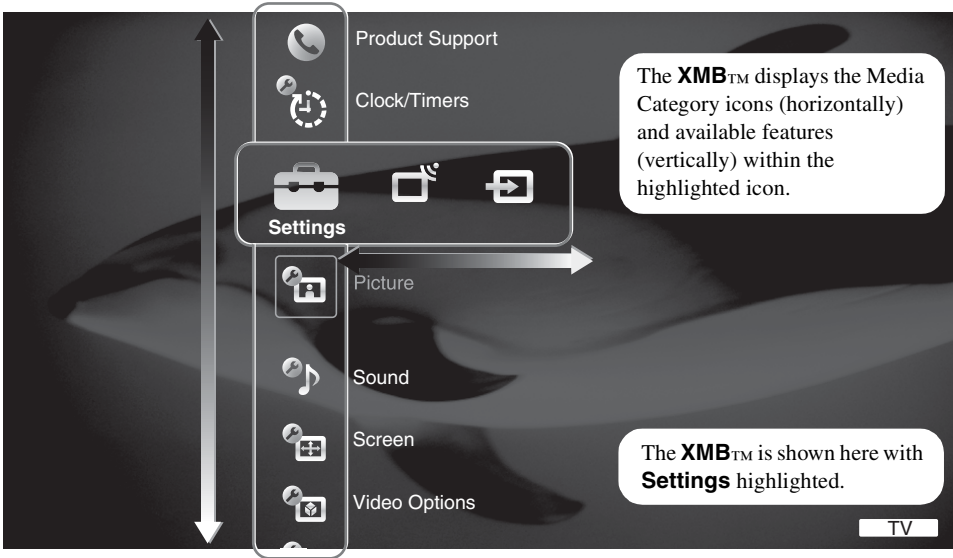 Product Support
Clock/Timers
The XMB™ displays the Media
Category icons (horizontally)
and available features
(vertically) within the
highlighted icon.
Settings
Picture
Sound
Screen
Video Options
The XMB™ is shown here with
Settings highlighted.
TV